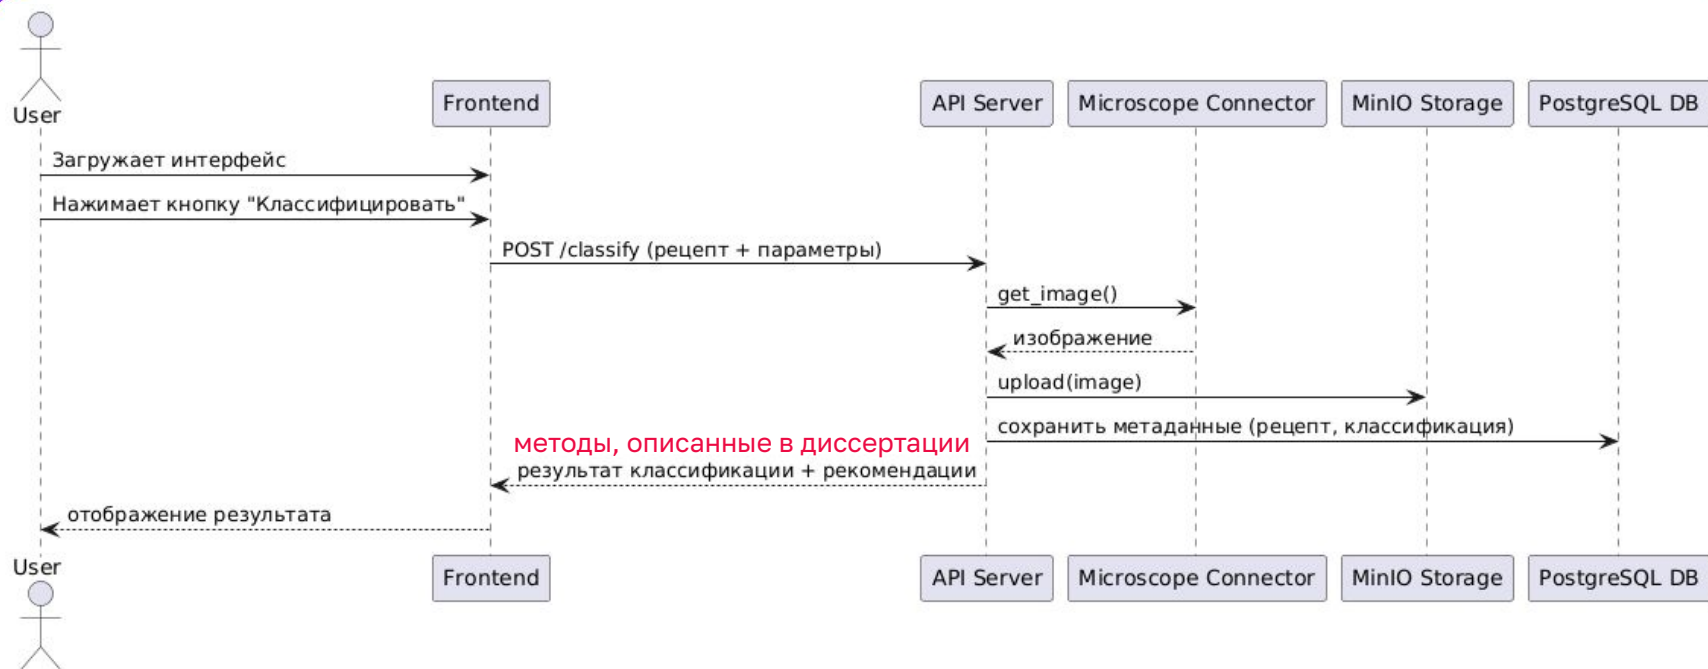 User
Frontend
API Server
Microscope Connector
MinIO Storage
PostgreSQL DB
Загружает интерфейс
Нажимает кнопку "Классифицировать"
POST /classify (рецепт + параметры)
get_image()
изображение
upload(image)
сохранить метаданные (рецепт, классификация)
методы, описанные в диссертации
результат классификации + рекомендации
отображение результата
User
Frontend
API Server
Microscope Connector
MinIO Storage
PostgreSQL DB